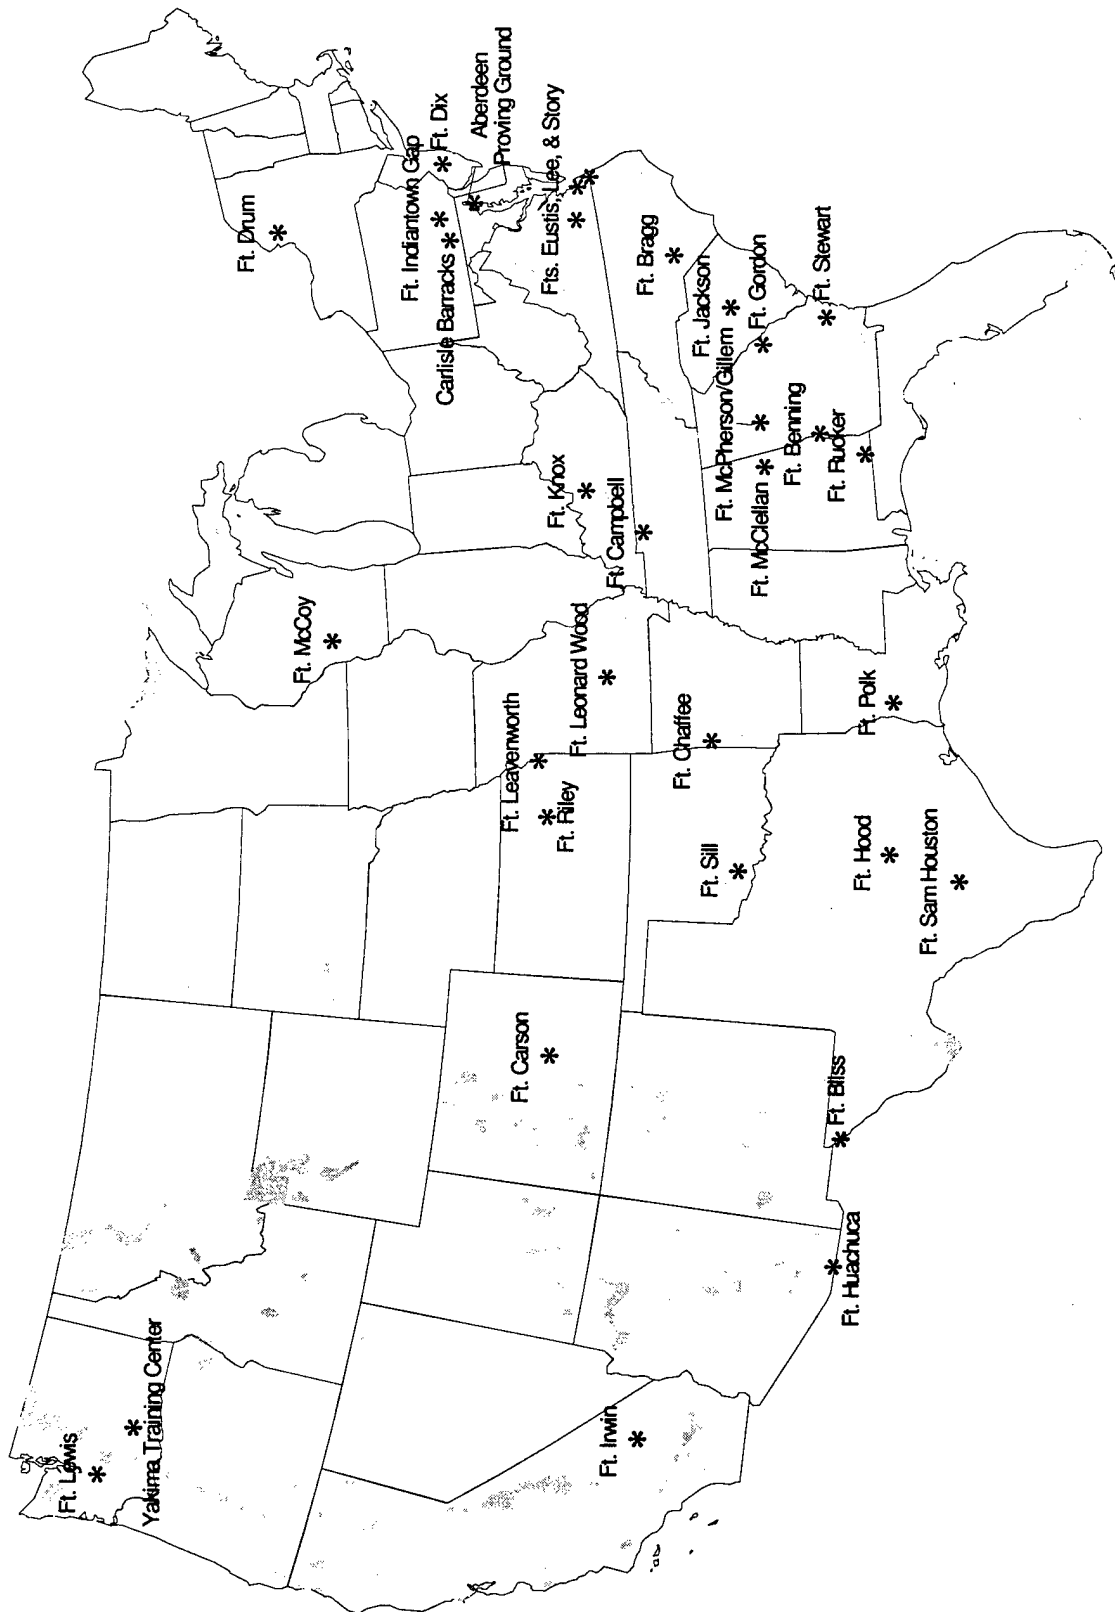 Ft. Lewis
Yakima Training Center
Ft. Irwin
Ft. Huachuca
Ft. Bliss
Ft. Carson
Ft. Riley
Ft. Leavenworth
Ft. Sill
Ft. Hood
Ft. Sam Houston
Ft. Chaffee
Ft. Polk
Ft. Leonard Wood
Ft. McCoy
Ft. Campbell
Ft. Knox
Ft. McClellan
Ft. McPherson/Gillem
Ft. Benning
Ft. Rucker
Ft. Jackson
Ft. Gordon
Ft. Stewart
Ft. Bragg
Fts. Eustis, Lee, & Story
Carlisle Barracks
Ft. Indiantown Gap
Ft. Drum
Ft. Dix
Aberdeen
Proving Ground